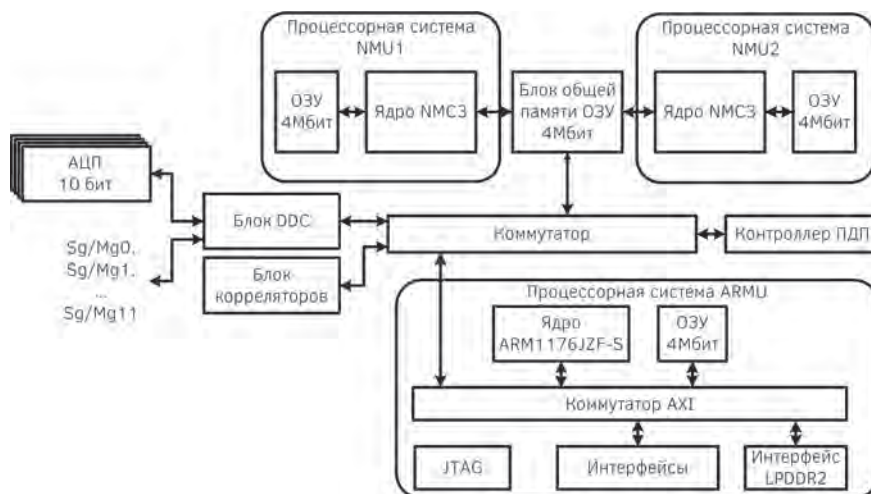 Процессорная система
NMU1
ОЗУ
4Мбит
Ядро NMC3
Блок общей
памяти ОЗУ
4Мбит
Процессорная система
NMU2
Ядро NMC3
ОЗУ
4Мбит
АЦП
10 бит
Sg/Mg0,
Sg/Mg1,
...
Sg/Mg11
Блок DDC
Блок
корреляторов
Коммутатор
Контроллер ПДП
Процессорная система ARMU
Ядро
ARM1176JZF-S
ОЗУ
4Мбит
Коммутатор AXI
JTAG
Интерфейсы
Интерфейс
LPDDR2